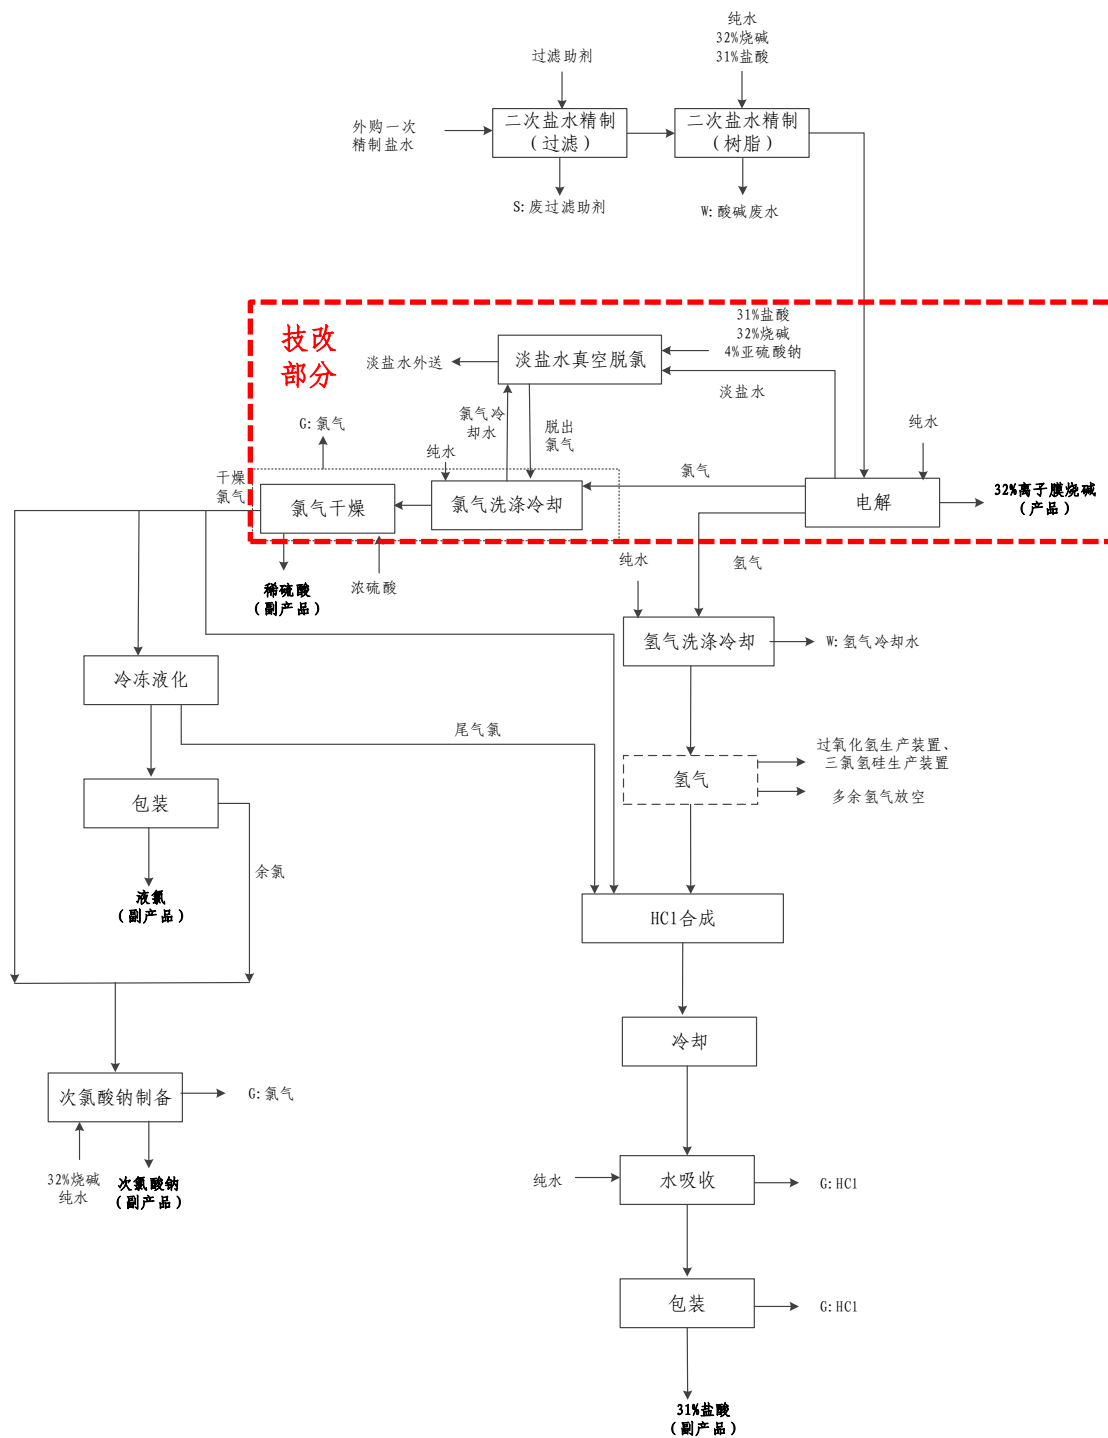 纯水
32%烧碱
31%盐酸
过滤助剂
外购一次
精制盐水
二次盐水精制
（过滤）
二次盐水精制
（树脂）
S:废过滤助剂
W:酸碱废水
技改
部分
31%盐酸
32%烧碱
4%亚硫酸钠
淡盐水外送
淡盐水真空脱氯
淡盐水
G:氯气
氯气冷
却水
脱出
氯气
纯水
纯水
干燥
氯气
氯气
氯气干燥
氯气洗涤冷却
电解
32%离子膜烧碱
（产品）
稀硫酸
（副产品）
浓硫酸
纯水
氢气
氢气洗涤冷却
W:氢气冷却水
冷冻液化
尾气氯
氢气
过氧化氢生产装置、
三氯氢硅生产装置
多余氢气放空
包装
余氯
液氯
（副产品）
HCl合成
冷却
次氯酸钠制备
G:氯气
32%烧碱
纯水
次氯酸钠
（副产品）
纯水
水吸收
G:HCl
包装
G:HCl
31%盐酸
（副产品）